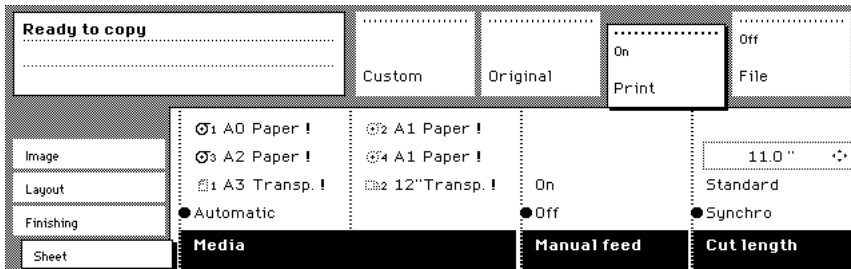 Ready to copy
Custom
Original
On
Print
Off
File
Image
Layout
Finishing
Sheet
1 A0 Paper !
2 A1 Paper !
3 A2 Paper !
4 A1 Paper !
1 A3 Transp. !
2 12"Transp. !
Automatic
Media
On
Off
Manual feed
11.0 "
Standard
Synchro
Cut length